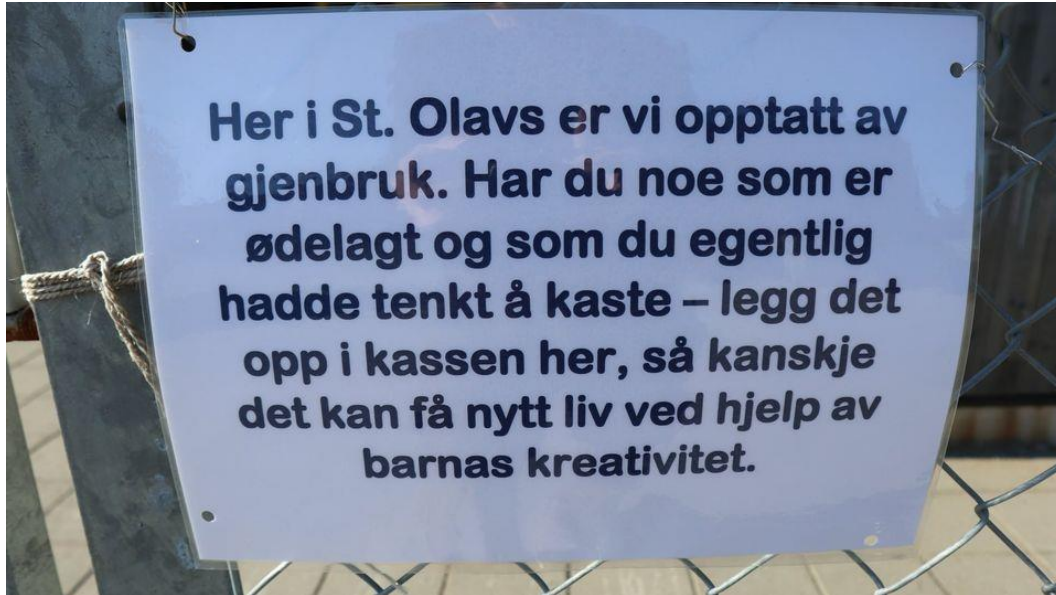 Her i St. Olavs er vi opptatt av
gjenbruk. Har du noe som er
ødelagt og som du egentlig
hadde tenkt å kaste – legg det
opp i kassen her, så kanskje
det kan få nytt liv ved hjelp av
barnas kreativitet.